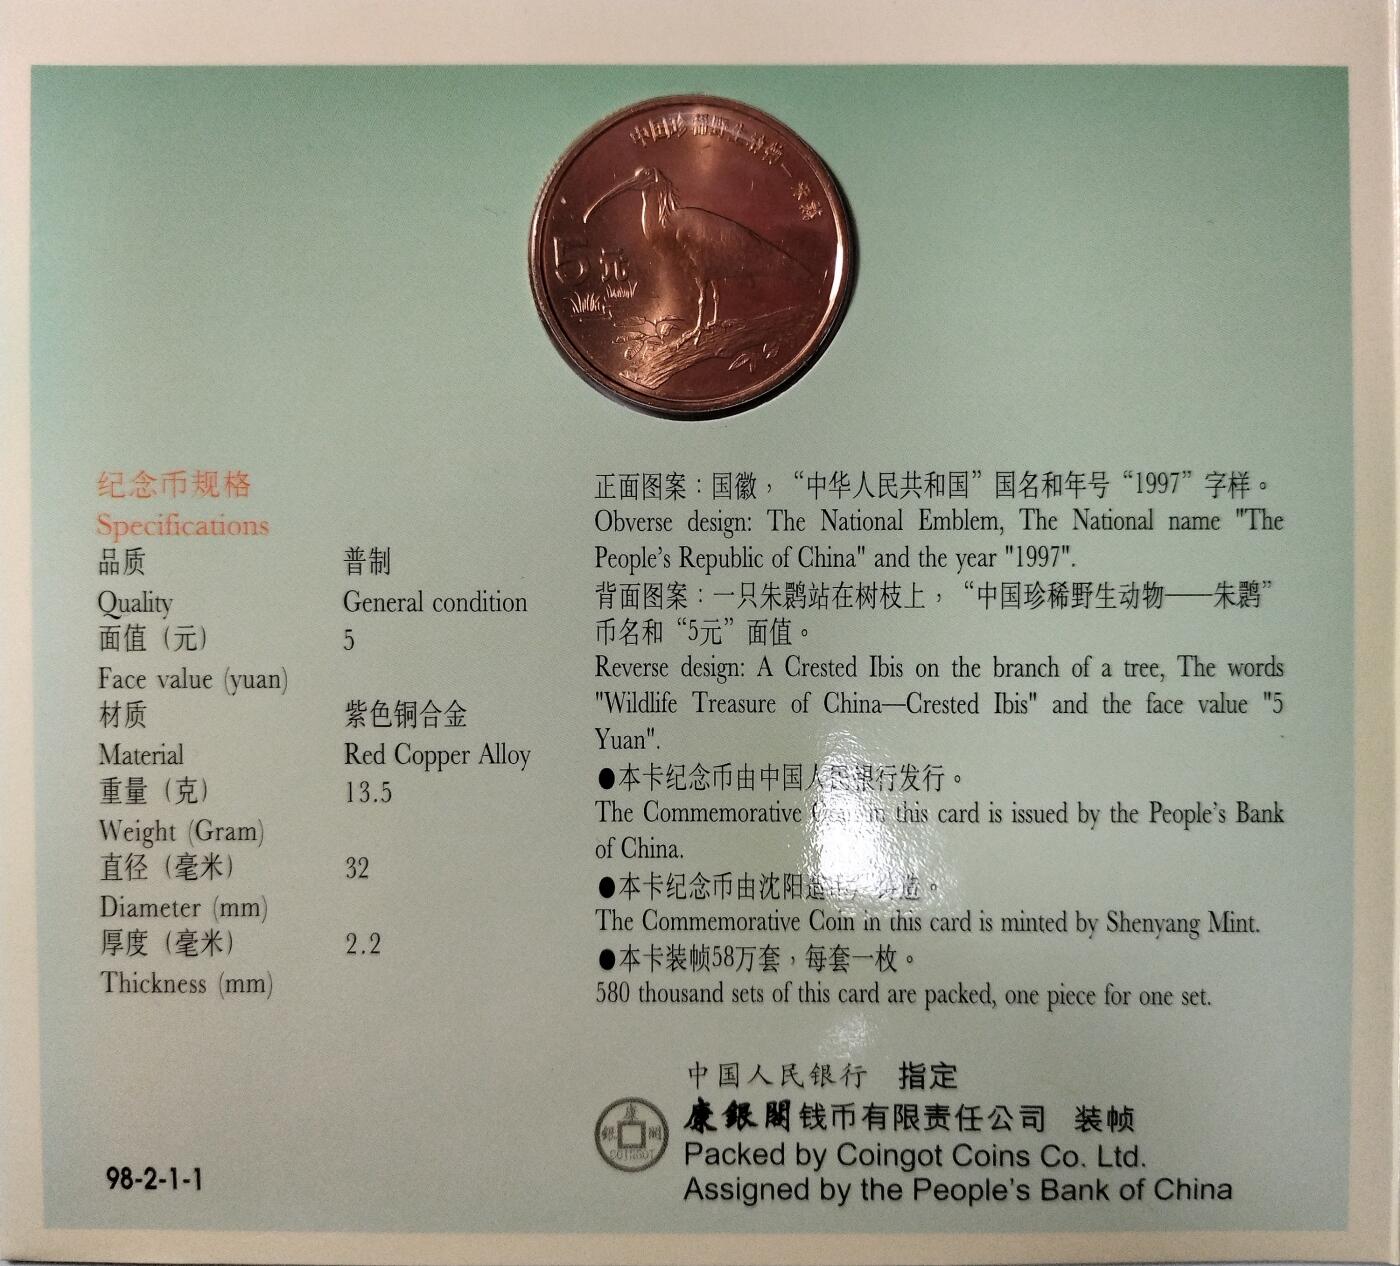 中国珍稀野生动物—朱鹮
5元
纪念币规格
Specifications
品质 普制
Quality General condition
面值（元） 5
Face value (yuan)
材质 紫色铜合金
Material Red Copper Alloy
重量（克） 13.5
Weight (Gram)
直径（毫米） 32
Diameter (mm)
厚度（毫米） 2.2
Thickness (mm)
98-2-1-1
正面图案：国徽，“中华人民共和国”国名和年号“1997”字样。
Obverse design: The National Emblem, The National name "The
People's Republic of China" and the year "1997".
背面图案：一只朱鹮站在树枝上，“中国珍稀野生动物——朱鹮”
币名和“5元”面值。
Reverse design: A Crested Ibis on the branch of a tree, The words
"Wildlife Treasure of China—Crested Ibis" and the face value "5
Yuan".
●本卡纪念币由中国人民银行发行。
The Commemorative Coin in this card is issued by the People's Bank
of China.
●本卡纪念币由沈阳造币厂铸造。
The Commemorative Coin in this card is minted by Shenyang Mint.
●本卡装帧58万套，每套一枚。
580 thousand sets of this card are packed, one piece for one set.
中国人民银行 指定
康銀閣钱币有限责任公司 装帧
康
銀 閣
COINGOT
Packed by Coingot Coins Co. Ltd.
Assigned by the People's Bank of China